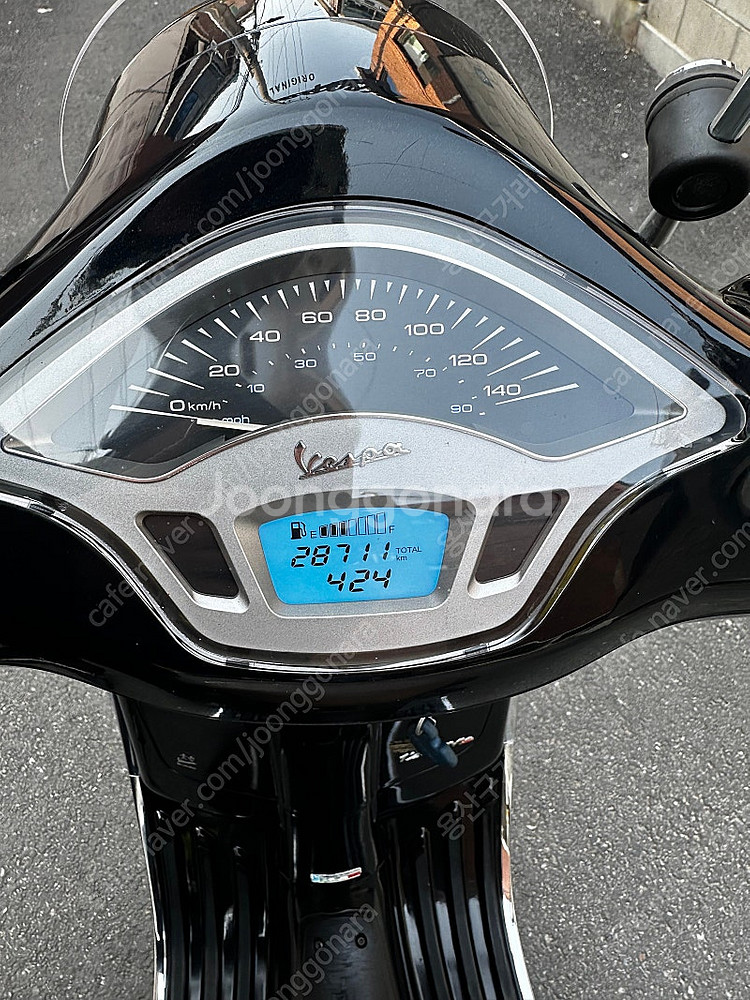 ORIGINAL
0 20 40 60 80 100 120 140
km/h
10 30 50 70 90
mph
Vespa
Joonggonara
E F
28711 TOTAL km
424
cafe.naver.com/joonggonara